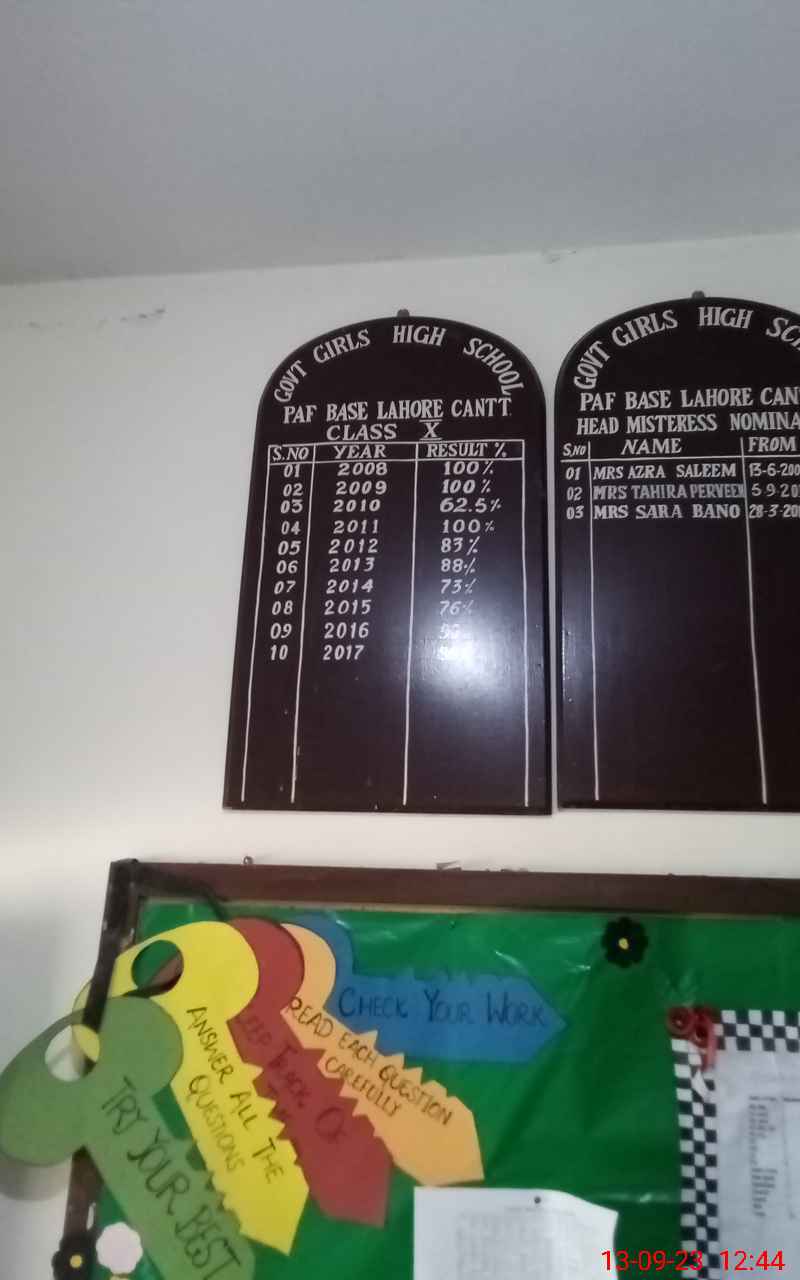 GOVT GIRLS HIGH SCHOOL
PAF BASE LAHORE CANTT
CLASS X
S.NO YEAR RESULT %
01 2008 100%
02 2009 100%
03 2010 62.5%
04 2011 100%
05 2012 83%
06 2013 88%
07 2014 73%
08 2015 76%
09 2016
10 2017
GOVT GIRLS HIGH
PAF BASE LAHORE
HEAD MISTERESS
S.NO NAME FROM
01 MRS AZRA SALEEM
02 MRS TAHIRA PERVEEN
03 MRS SARA BANO
CHECK YOUR WORK
READ EACH QUESTION
CAREFULLY
TRACK OF
ANSWER ALL THE
QUESTIONS
TRY YOUR BEST
13-09-23 12:44